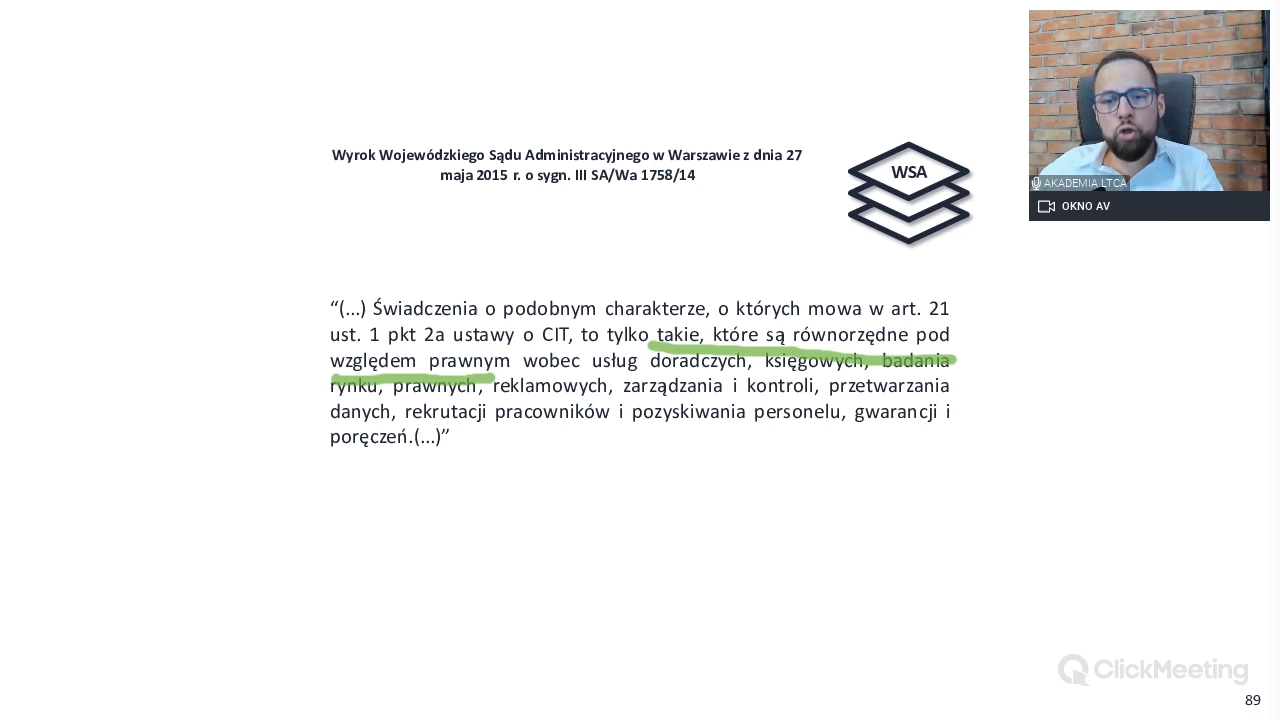 Wyrok Wojewódzkiego Sądu Administracyjnego w Warszawie z dnia 27
maja 2015 r. o sygn. III SA/Wa 1758/14
WSA
AKADEMIA LTCA
OKNO AV
“(...) Świadczenia o podobnym charakterze, o których mowa w art. 21
ust. 1 pkt 2a ustawy o CIT, to tylko takie, które są równorzędne pod
względem prawnym wobec usług doradczych, księgowych, badania
rynku, prawnych, reklamowych, zarządzania i kontroli, przetwarzania
danych, rekrutacji pracowników i pozyskiwania personelu, gwarancji i
poręczeń.(...)”
ClickMeeting
89